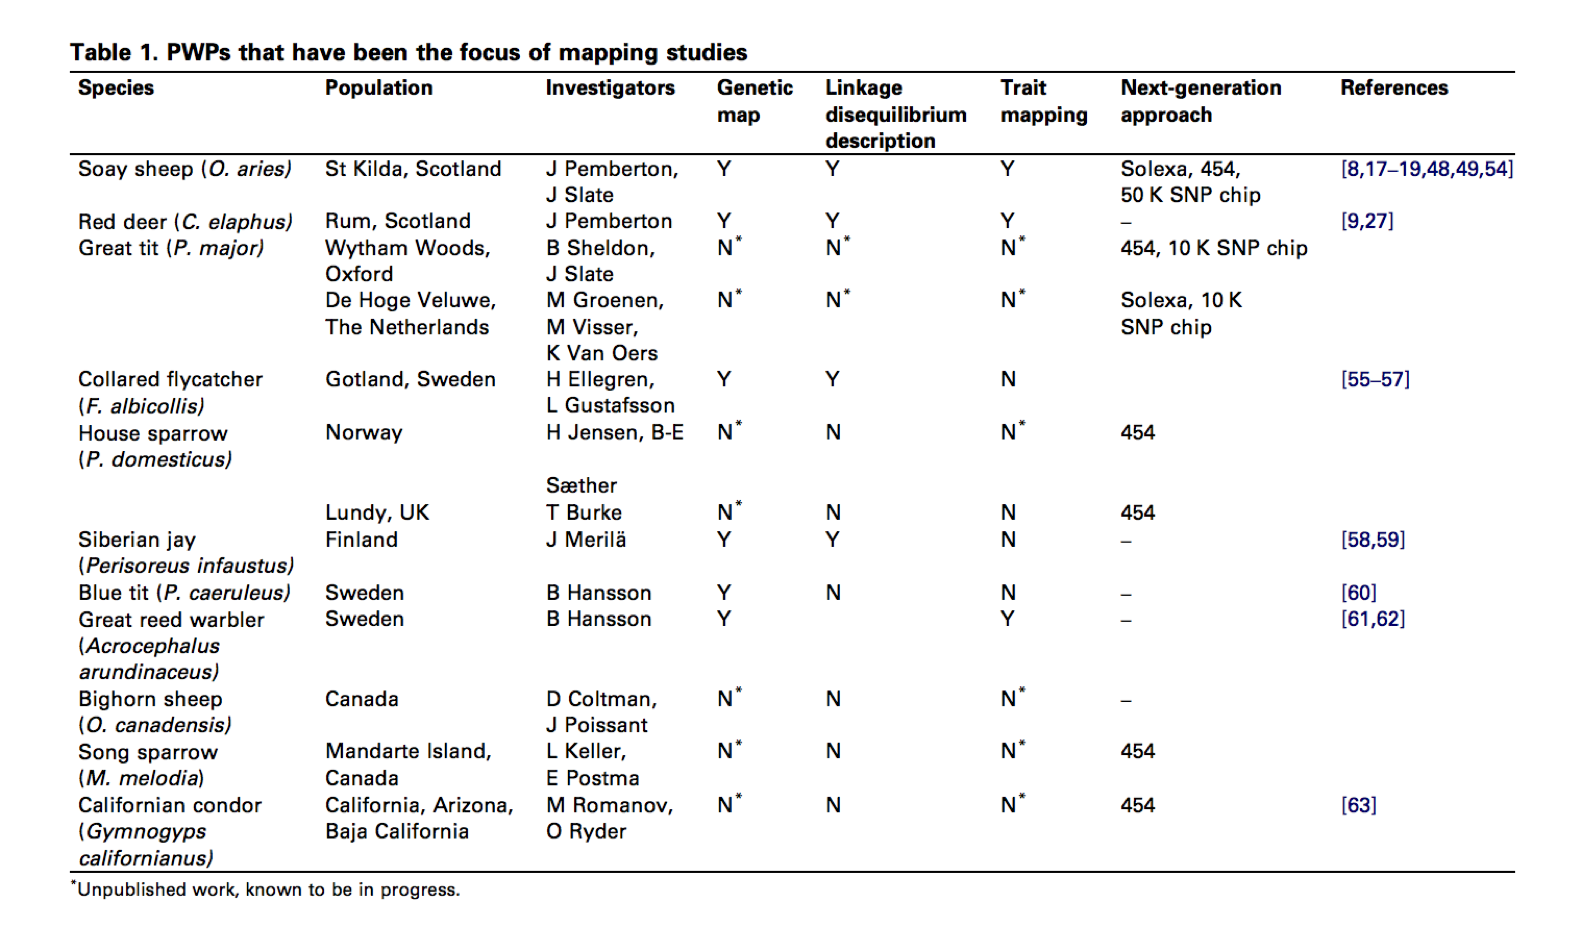 Table 1. PWPs that have been the focus of mapping studies
Species Population Investigators Genetic Linkage Trait Next-generation References
map disequilibrium mapping approach
description
Soay sheep (O. aries) St Kilda, Scotland J Pemberton, Y Y Y Solexa, 454, [8,17–19,48,49,54]
J Slate 50 K SNP chip
Red deer (C. elaphus) Rum, Scotland J Pemberton Y Y Y – [9,27]
Great tit (P. major) Wytham Woods, B Sheldon, N* N* N* 454, 10 K SNP chip
Oxford J Slate
De Hoge Veluwe, M Groenen, N* N* N* Solexa, 10 K
The Netherlands M Visser, SNP chip
K Van Oers
Collared flycatcher Gotland, Sweden H Ellegren, Y Y N [55–57]
(F. albicollis) L Gustafsson
House sparrow Norway H Jensen, B-E N* N N* 454
(P. domesticus)
Sæther
Lundy, UK T Burke N* N N 454
Siberian jay Finland J Merilä Y Y N – [58,59]
(Perisoreus infaustus)
Blue tit (P. caeruleus) Sweden B Hansson Y N N – [60]
Great reed warbler Sweden B Hansson Y Y – [61,62]
(Acrocephalus
arundinaceus)
Bighorn sheep Canada D Coltman, N* N N* –
(O. canadensis) J Poissant
Song sparrow Mandarte Island, L Keller, N* N N* 454
(M. melodia) Canada E Postma
Californian condor California, Arizona, M Romanov, N* N N* 454 [63]
(Gymnogyps Baja California O Ryder
californianus)
*Unpublished work, known to be in progress.